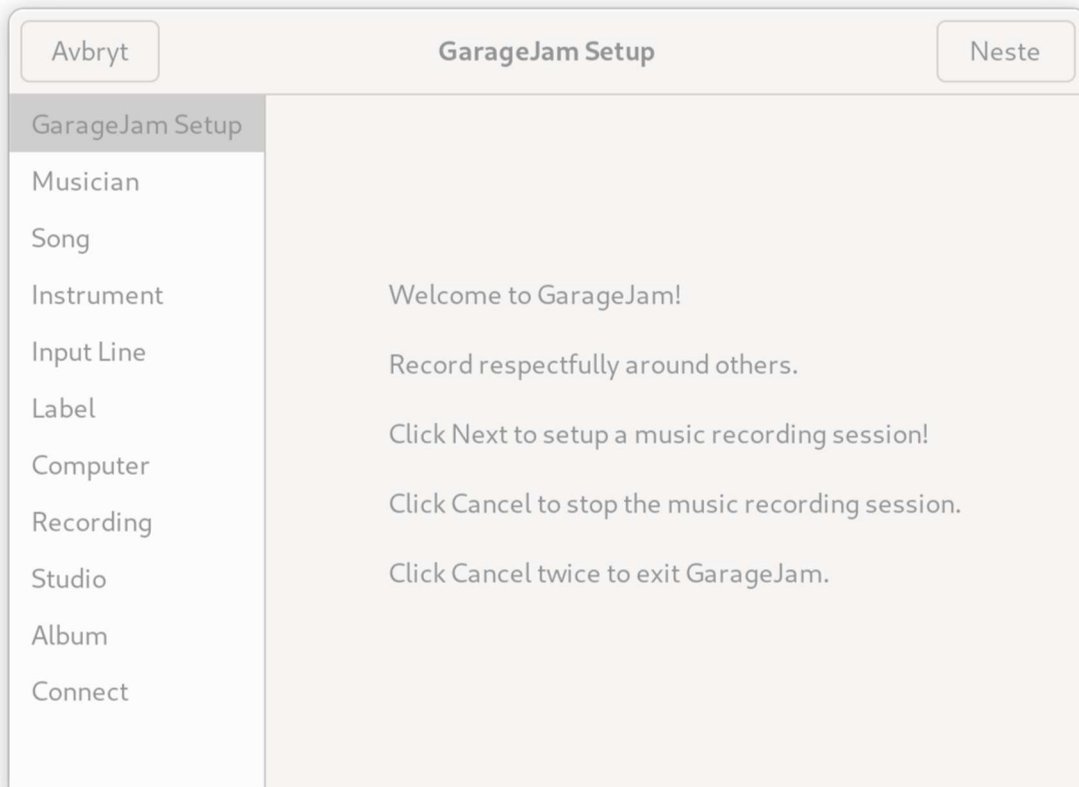 Avbryt
GarageJam Setup
Neste
GarageJam Setup
Musician
Song
Instrument
Input Line
Label
Computer
Recording
Studio
Album
Connect
Welcome to GarageJam!
Record respectfully around others.
Click Next to setup a music recording session!
Click Cancel to stop the music recording session.
Click Cancel twice to exit GarageJam.